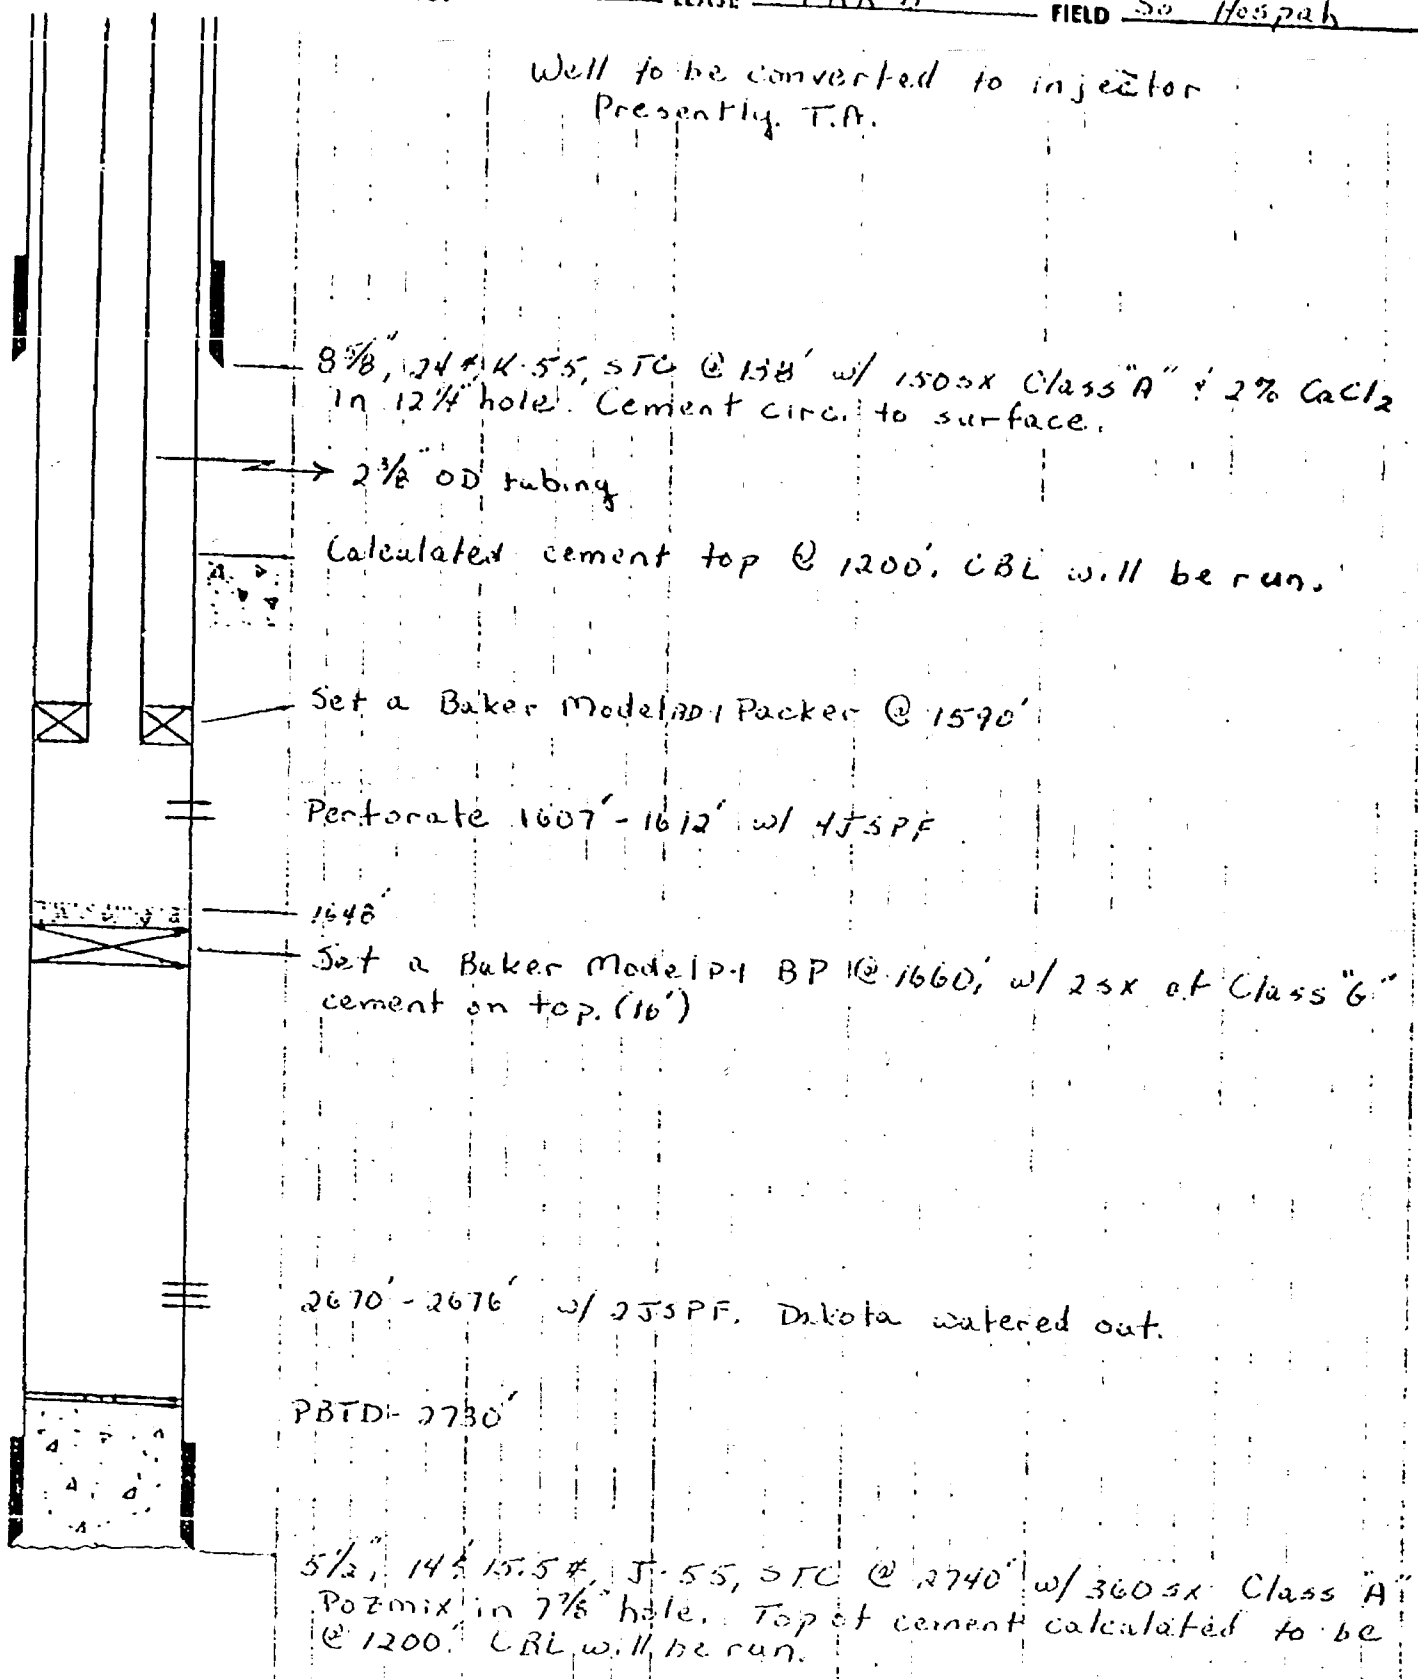 LEASE
FIELD So Hospah
Well to be converted to injector
Presently T.A.
8 5/8", 24#, K-55, STC @ 138' w/ 150sx Class "A" & 2% CaCl2
in 12 1/4" hole. Cement circ. to surface.
2 3/8" OD tubing
Calculated cement top @ 1200'. CBL will be run.
Set a Baker Model AD-1 Packer @ 1590'
Perforate 1607'-1612' w/ 4JSPF
1648'
Set a Baker Model P-1 BP @ 1660', w/ 2sx of Class "G"
cement on top. (16')
2670'-2676' w/ 2JSPF. Dakota watered out.
PBTD- 2730'
5 1/2", 14 & 15.5#, J-55, STC @ 2740' w/ 360sx Class "A"
Pozmix in 7 7/8" hole. Top of cement calculated to be
@ 1200'. CBL will be run.